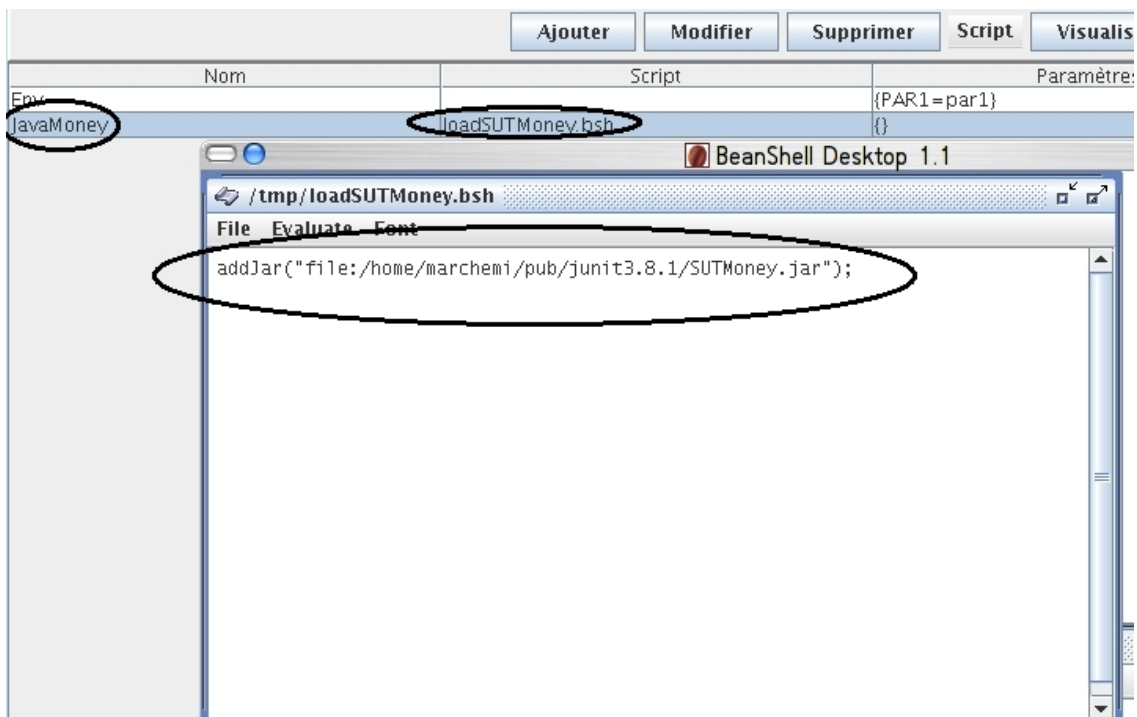 Ajouter Modifier Supprimer Script Visualis
Nom Script Paramètres
Env {PAR1=par1}
JavaMoney loadSUTMoney.bsh {}
BeanShell Desktop 1.1
/tmp/loadSUTMoney.bsh
File Evaluate Font
addJar("file:/home/marchemi/pub/junit3.8.1/SUTMoney.jar");